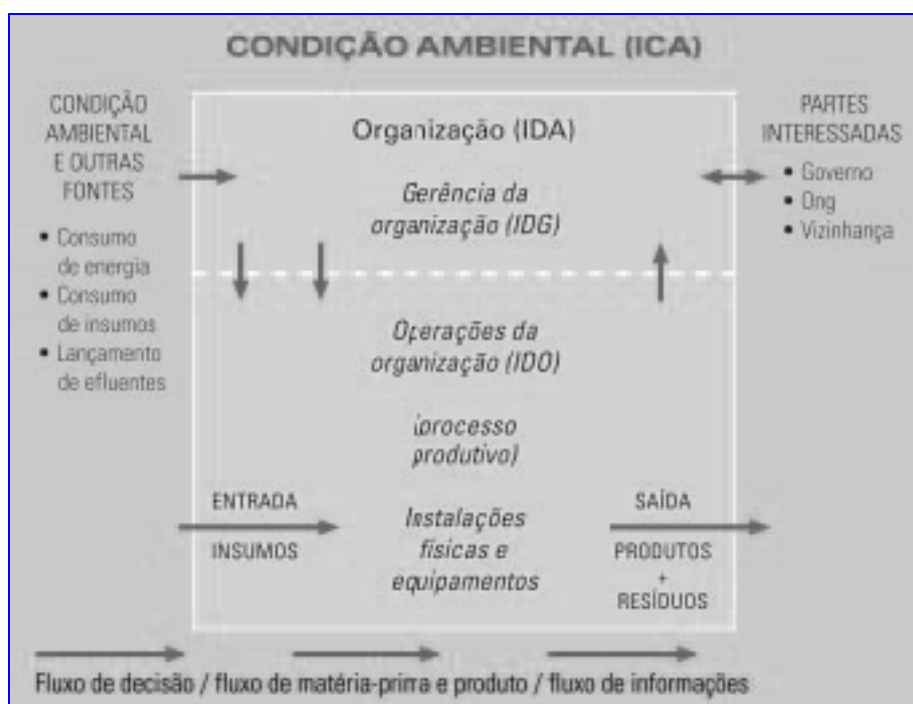 CONDIÇÃO AMBIENTAL (ICA)
CONDIÇÃO
AMBIENTAL
E OUTRAS
FONTES
• Consumo
de energia
• Consumo
de insumos
• Lançamento
de efluentes
Organização (IDA)
Gerência da
organização (IDG)
Operações da
organização (IDO)
(processo
produtivo)
Instalações
físicas e
equipamentos
ENTRADA
INSUMOS
SAÍDA
PRODUTOS
+
RESÍDUOS
PARTES
INTERESSADAS
• Governo
• Ong
• Vizinhança
Fluxo de decisão / fluxo de matéria-prima e produto / fluxo de informações